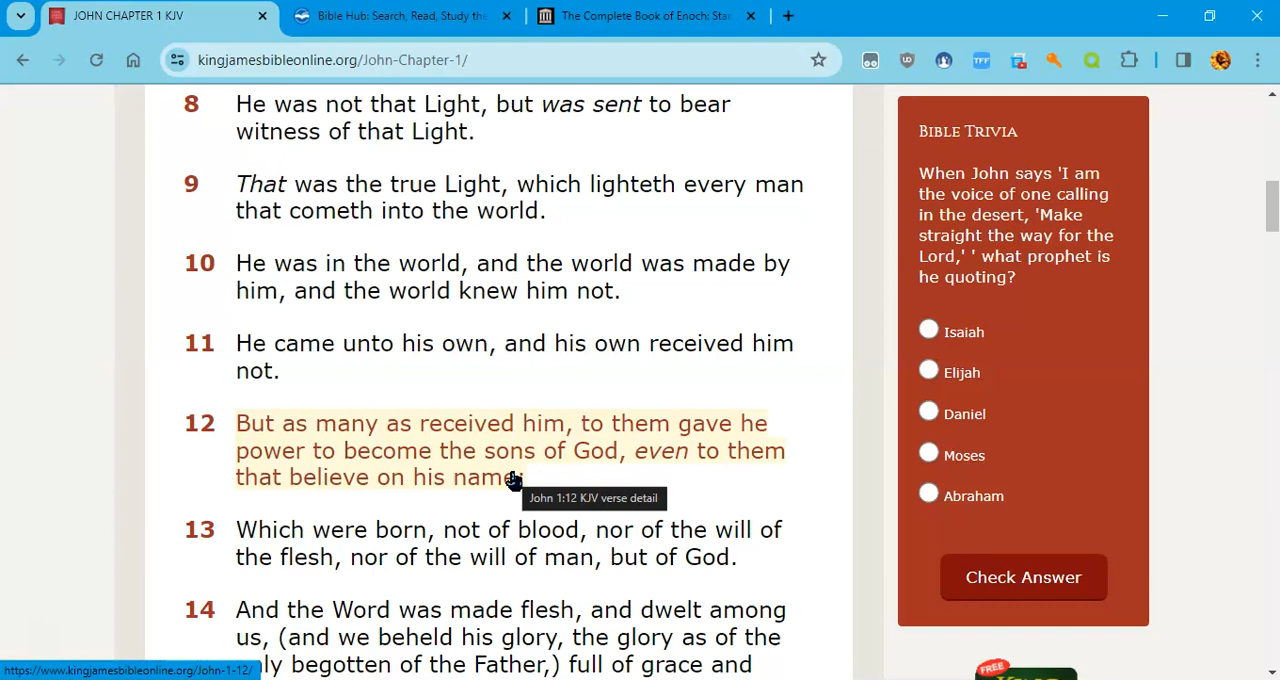 JOHN CHAPTER 1 KJV
Bible Hub: Search, Read, Study the
The Complete Book of Enoch: Sta
kingjamesbibleonline.org/John-Chapter-1/
8 He was not that Light, but was sent to bear
witness of that Light.
9 That was the true Light, which lighteth every man
that cometh into the world.
10 He was in the world, and the world was made by
him, and the world knew him not.
11 He came unto his own, and his own received him
not.
12 But as many as received him, to them gave he
power to become the sons of God, even to them
that believe on his name:
John 1:12 KJV verse detail
13 Which were born, not of blood, nor of the will of
the flesh, nor of the will of man, but of God.
14 And the Word was made flesh, and dwelt among
us, (and we beheld his glory, the glory as of the
begotten of the Father,) full of grace and
https://www.kingjamesbibleonline.org/John-1-12/
BIBLE TRIVIA
When John says 'I am
the voice of one calling
in the desert, 'Make
straight the way for the
Lord,' ' what prophet is
he quoting?
Isaiah
Elijah
Daniel
Moses
Abraham
Check Answer
FREE